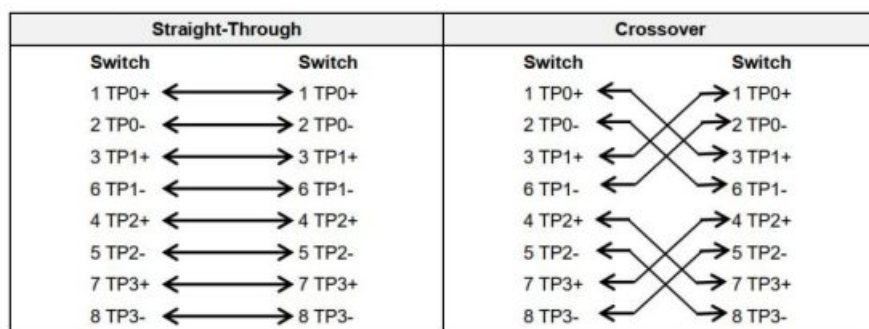 Straight-Through Crossover
Switch Switch Switch Switch
1 TP0+ 1 TP0+ 1 TP0+ 1 TP0+
2 TP0- 2 TP0- 2 TP0- 2 TP0-
3 TP1+ 3 TP1+ 3 TP1+ 3 TP1+
6 TP1- 6 TP1- 6 TP1- 6 TP1-
4 TP2+ 4 TP2+ 4 TP2+ 4 TP2+
5 TP2- 5 TP2- 5 TP2- 5 TP2-
7 TP3+ 7 TP3+ 7 TP3+ 7 TP3+
8 TP3- 8 TP3- 8 TP3- 8 TP3-